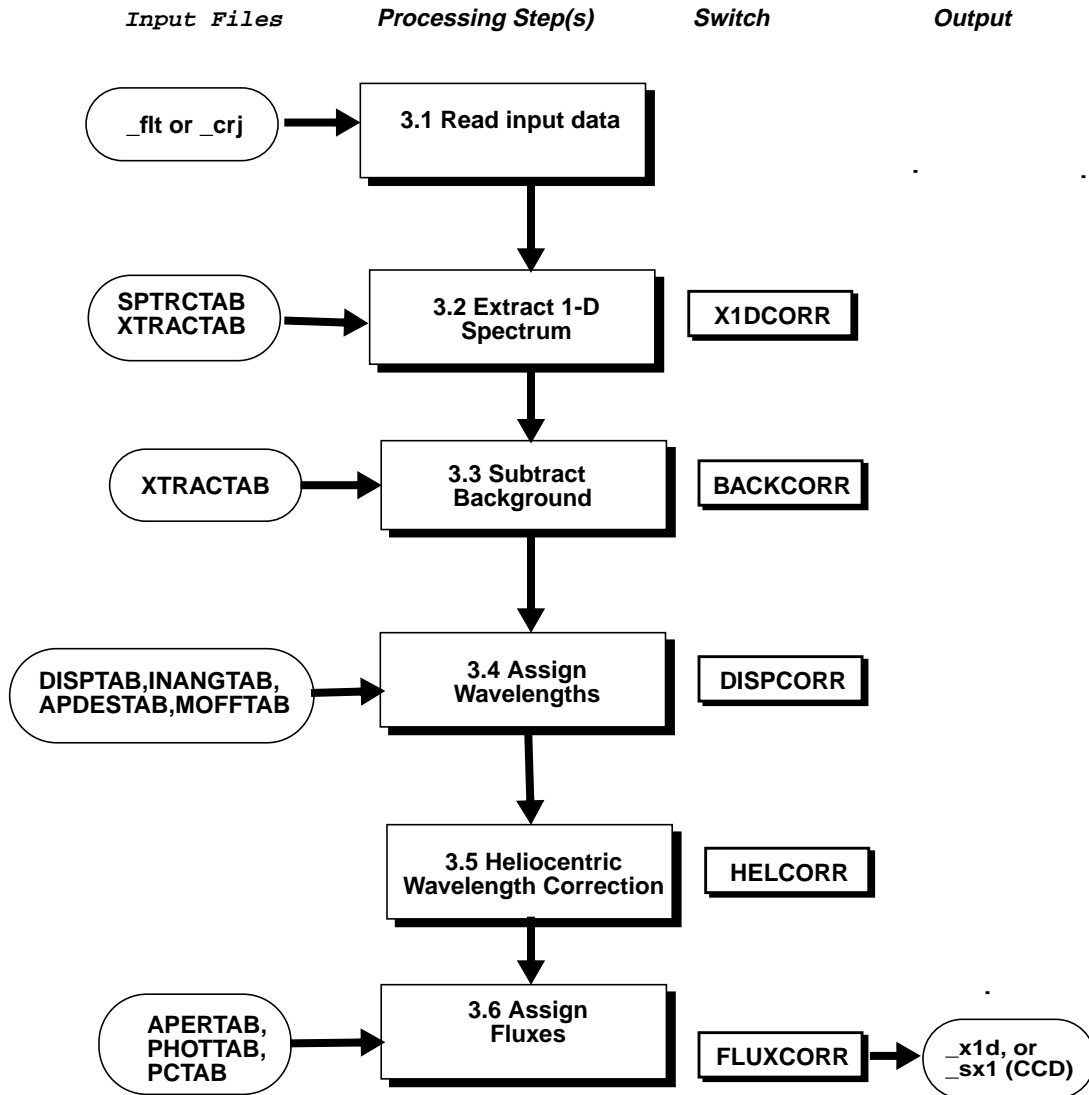 Input Files
Processing Step(s)
Switch
Output
_flt or _crj
3.1 Read input data
SPTRCTAB
XTRACTAB
3.2 Extract 1-D
Spectrum
X1DCORR
XTRACTAB
3.3 Subtract
Background
BACKCORR
DISPTAB,INANGTAB,
APDESTAB,MOFFTAB
3.4 Assign
Wavelengths
DISPCORR
3.5 Heliocentric
Wavelength Correction
HELCORR
APERTAB,
PHOTTAB,
PCTAB
3.6 Assign
Fluxes
FLUXCORR
_x1d, or
_sx1 (CCD)